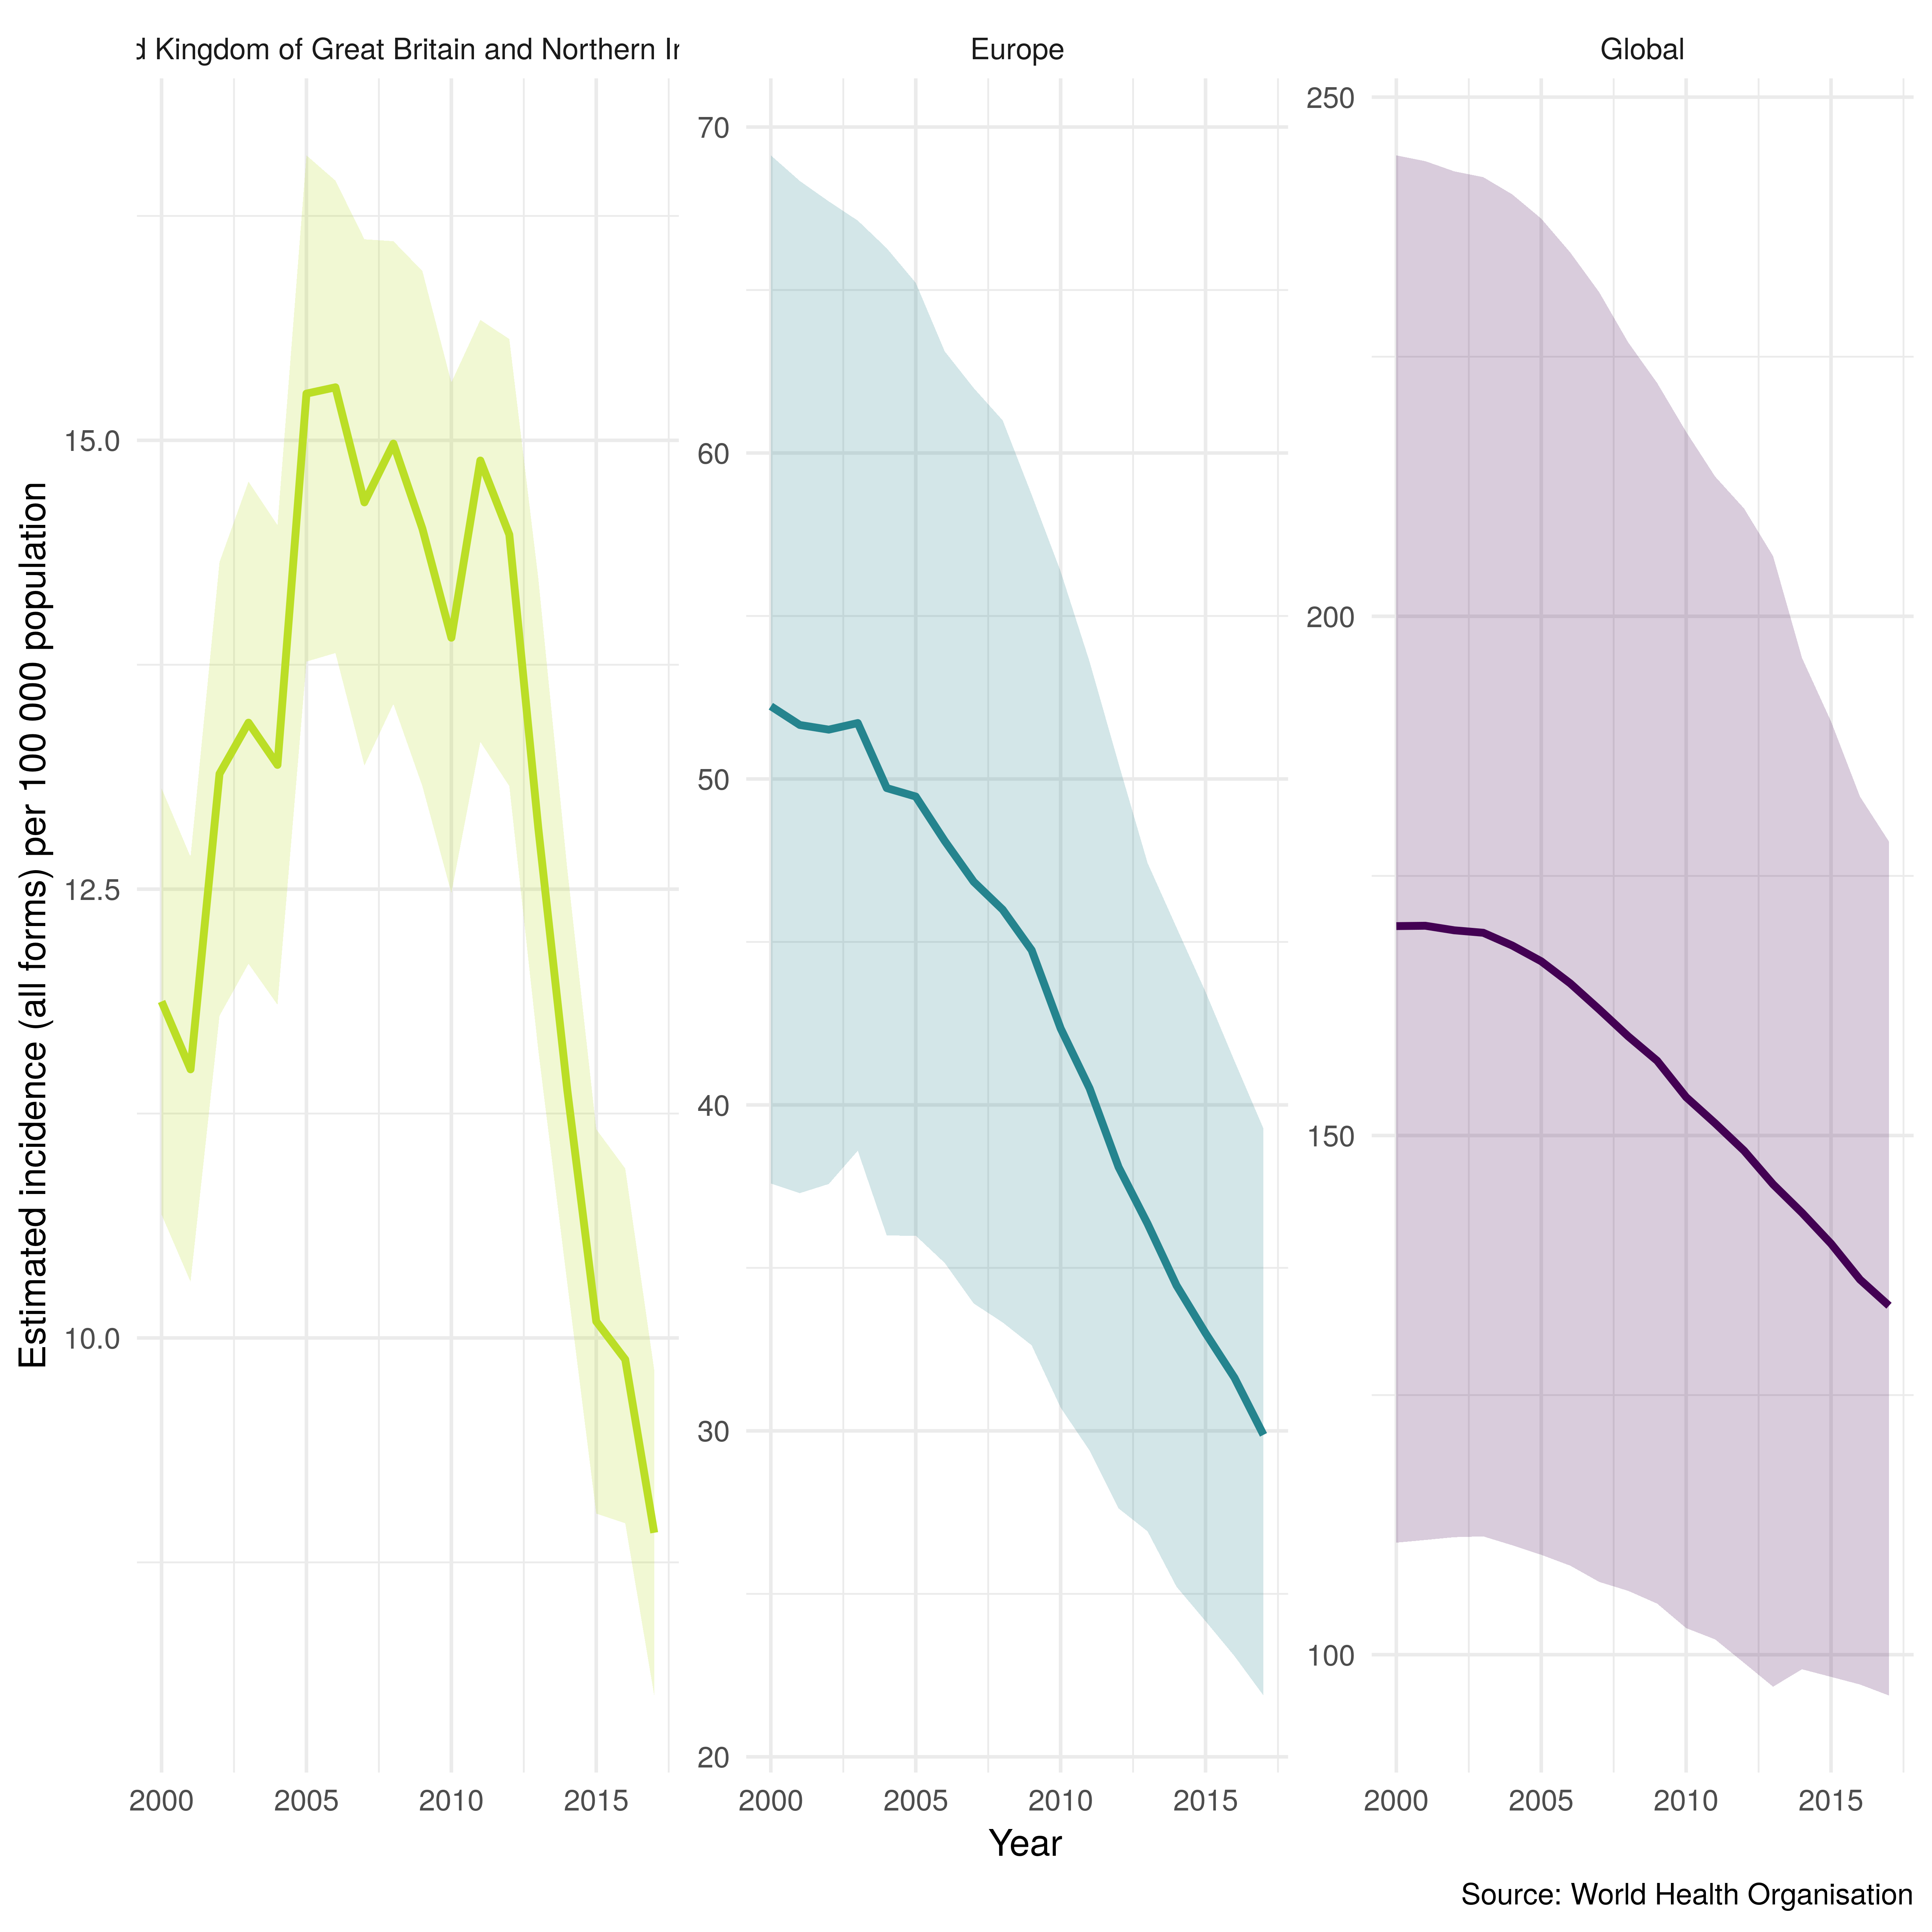 d Kingdom of Great Britain and Northern Ir
Europe
Global
Estimated incidence (all forms) per 100 000 population
15.0
12.5
10.0
70
60
50
40
30
20
250
200
150
100
2000 2005 2010 2015
2000 2005 2010 2015
2000 2005 2010 2015
Year
Source: World Health Organisation